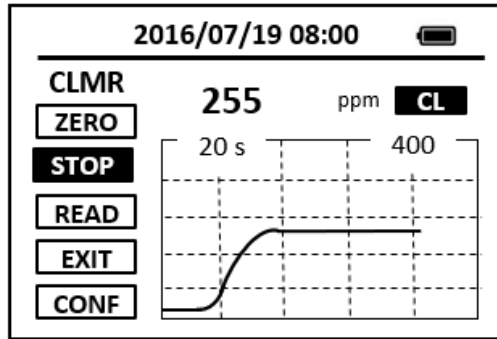 2016/07/19 08:00
CLMR
255 ppm CL
ZERO
20 s 400
STOP
READ
EXIT
CONF